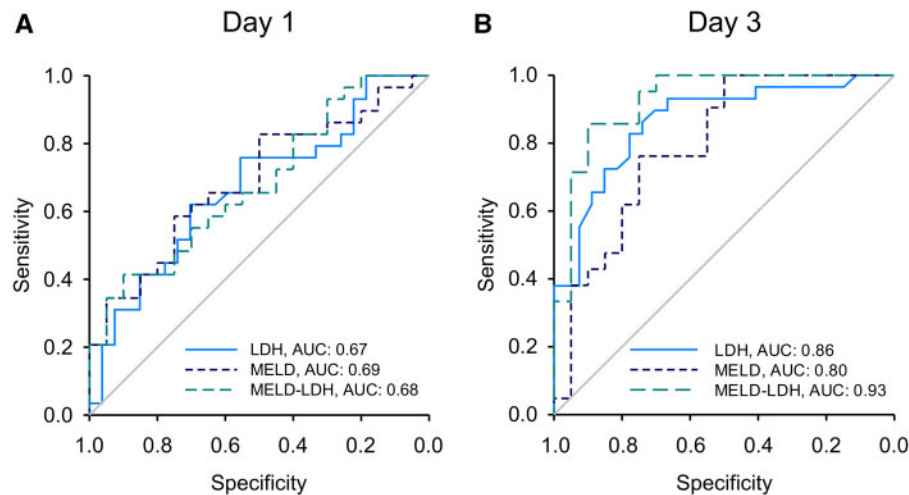 A
Day 1
Sensitivity
1.0
0.8
0.6
0.4
0.2
0.0
LDH, AUC: 0.67
MELD, AUC: 0.69
MELD-LDH, AUC: 0.68
1.0 0.8 0.6 0.4 0.2 0.0
Specificity
B
Day 3
Sensitivity
1.0
0.8
0.6
0.4
0.2
0.0
LDH, AUC: 0.86
MELD, AUC: 0.80
MELD-LDH, AUC: 0.93
1.0 0.8 0.6 0.4 0.2 0.0
Specificity